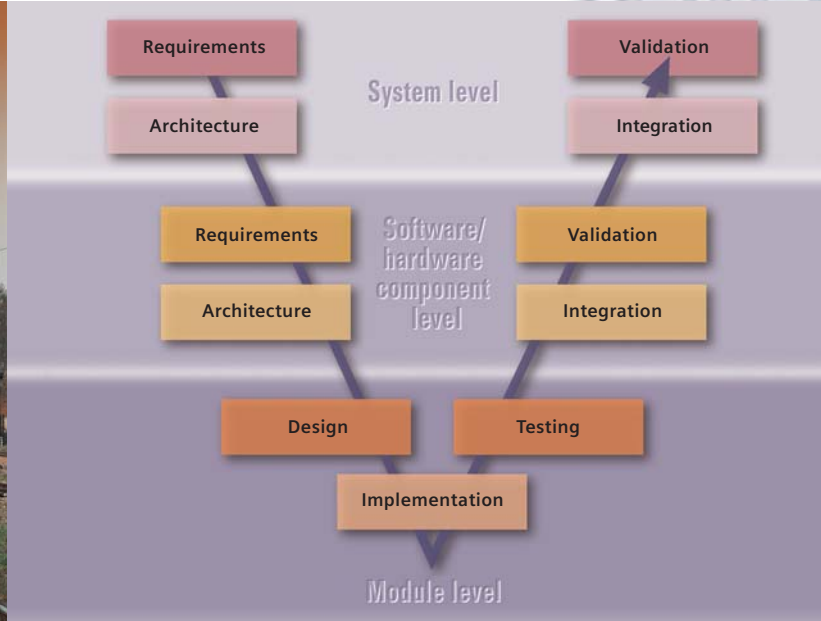 Requirements
Validation
System level
Architecture
Integration
Requirements
Software/
hardware
component
level
Validation
Architecture
Integration
Design
Testing
Implementation
Module level